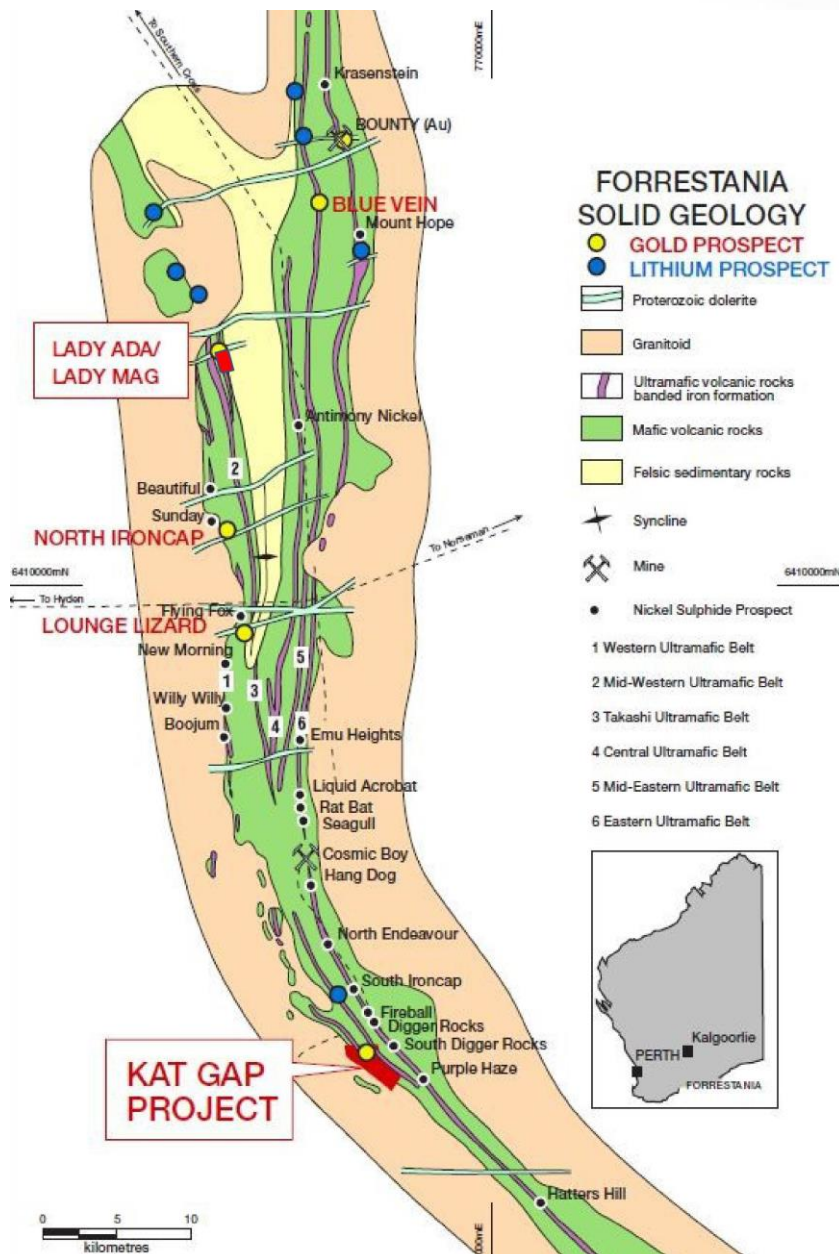 To Southern Cross
770000mE
Krasenstein
BOUNTY (Au)
BLUE VEIN
Mount Hope
LADY ADA/
LADY MAG
Antimony Nickel
2
Beautiful
Sunday
NORTH IRONCAP
To Norseman
6410000mN
To Hyden
Flying Fox
LOUNGE LIZARD
New Morning
1
3
5
Willy Willy
4
6
Boojum
Emu Heights
Liquid Acrobat
Rat Bat
Seagull
Cosmic Boy
Hang Dog
North Endeavour
South Ironcap
Fireball
Digger Rocks
South Digger Rocks
KAT GAP
PROJECT
Purple Haze
Hatters Hill
0 5 10
kilometres
FORRESTANIA
SOLID GEOLOGY
GOLD PROSPECT
LITHIUM PROSPECT
Proterozoic dolerite
Granitoid
Ultramafic volcanic rocks
banded iron formation
Mafic volcanic rocks
Felsic sedimentary rocks
Syncline
Mine
6410000mN
Nickel Sulphide Prospect
1 Western Ultramafic Belt
2 Mid-Western Ultramafic Belt
3 Takashi Ultramafic Belt
4 Central Ultramafic Belt
5 Mid-Eastern Ultramafic Belt
6 Eastern Ultramafic Belt
Kalgoorlie
PERTH
FORRESTANIA